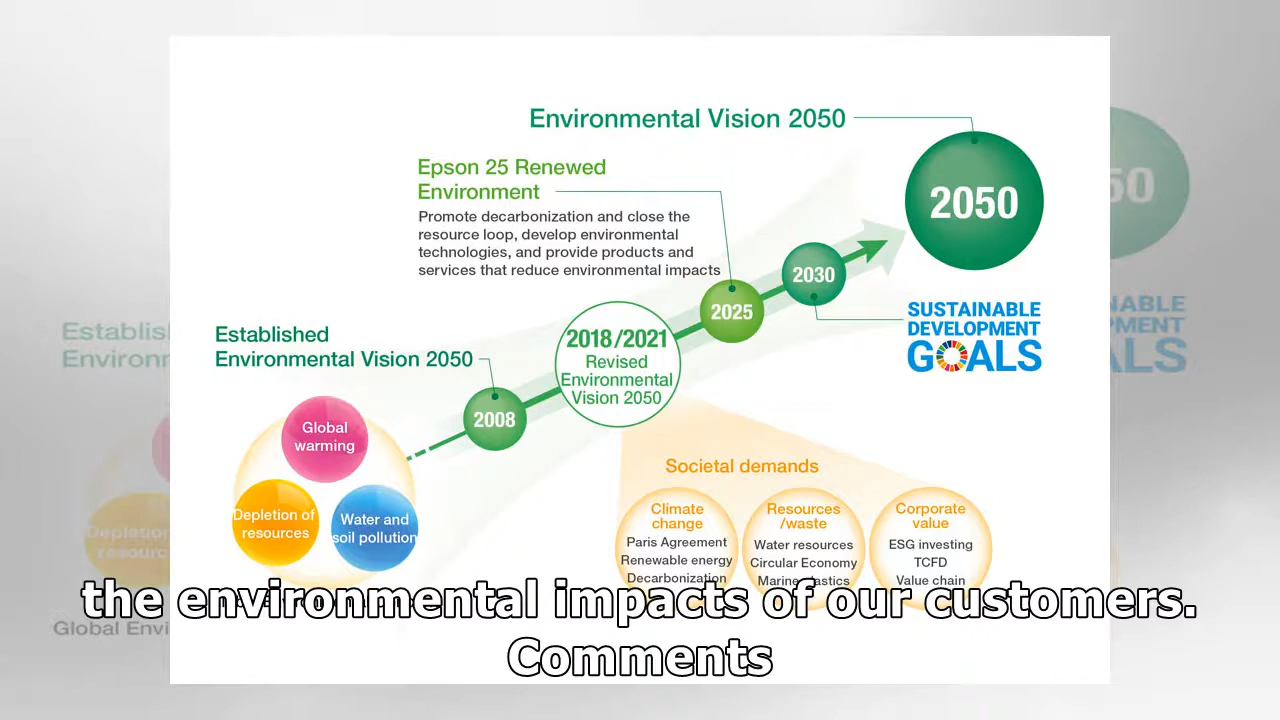 Environmental Vision 2050
2050
Epson 25 Renewed
Environment
Promote decarbonization and close the
resource loop, develop environmental
technologies, and provide products and
services that reduce environmental impacts
2030
2025
SUSTAINABLE
DEVELOPMENT
GOALS
Established
Environmental Vision 2050
2018/2021
Revised
Environmental
Vision 2050
2008
Global
warming
Depletion of
resources
Water and
soil pollution
Societal demands
Climate
change
Paris Agreement
Renewable energy
Decarbonization
Resources
/waste
Water resources
Circular Economy
Marine plastics
Corporate
value
ESG investing
TCFD
Value chain
the environmental impacts of our customers.
Comments